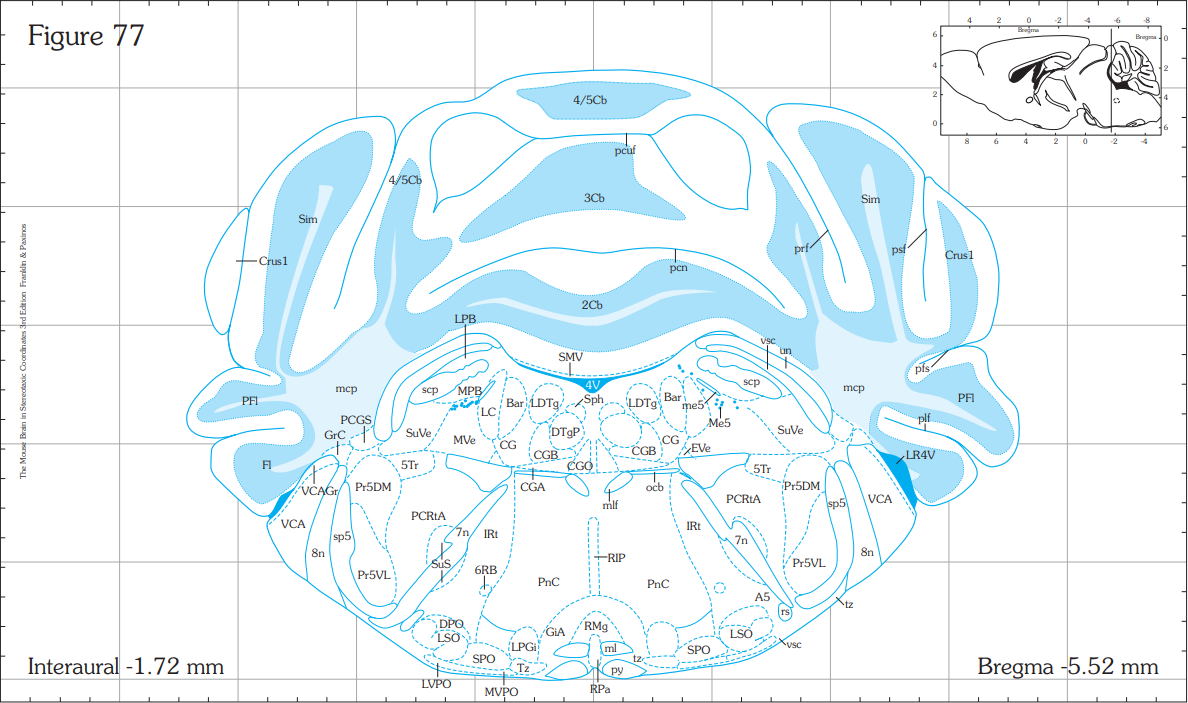 Figure 77
4 2 0 -2 -4 -6 -8
Bregma
Bregma
6
4
2
0
0
2
4
6
8 6 4 2 0 -2 -4
The Mouse Brain in Stereotaxic Coordinates 3rd Edition Franklin & Paxinos
4/5Cb
pcuf
4/5Cb
3Cb
Sim
Sim
Crus1
prf
psf
Crus1
pcn
2Cb
LPB
vsc
un
SMV
4V
pfs
mcp
scp
MPB
scp
mcp
PFl
LC
Bar
LDTg
Sph
LDTg
Bar
me5
PFl
PCGS
Me5
plf
GrC
SuVe
MVe
DTgP
SuVe
CG
CGB
CGO
CGB
CG
EVe
LR4V
Fl
5Tr
5Tr
VCAGr
Pr5DM
CGA
mlf
ocb
Pr5DM
PCRtA
PCRtA
sp5
VCA
VCA
sp5
7n
IRt
IRt
7n
8n
8n
SuS
RIP
Pr5VL
6RB
PnC
PnC
Pr5VL
A5
rs
tz
DPO
LSO
GiA
RMg
LSO
vsc
SPO
LPGi
Tz
ml
tz
SPO
py
LVPO
MVPO
RPa
Interaural -1.72 mm
Bregma -5.52 mm